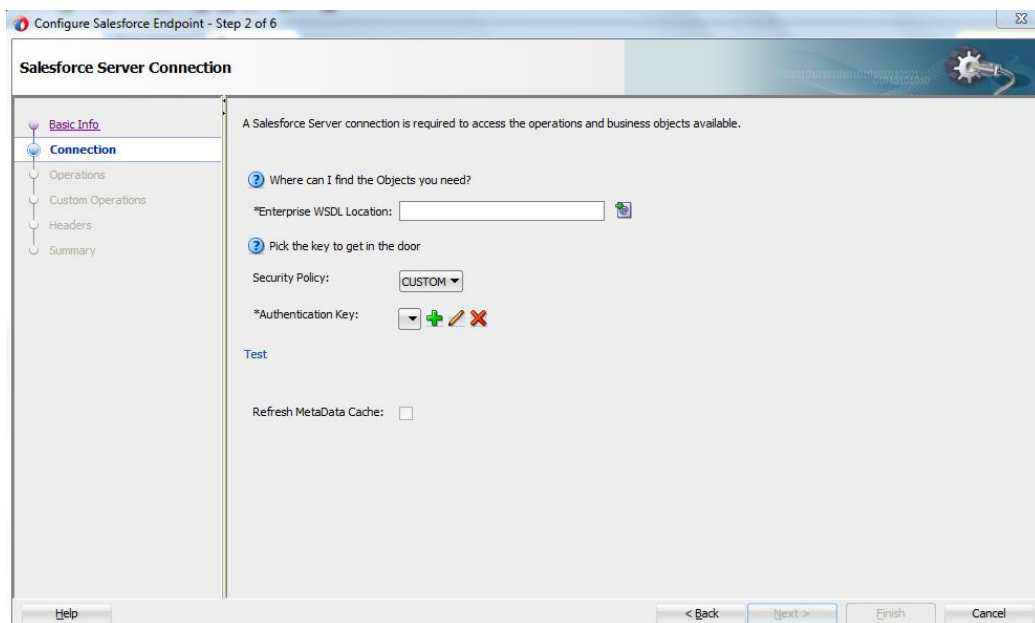 Configure Salesforce Endpoint - Step 2 of 6
Salesforce Server Connection
Basic Info
Connection
Operations
Custom Operations
Headers
Summary
A Salesforce Server connection is required to access the operations and business objects available.
Where can I find the Objects you need?
*Enterprise WSDL Location:
Pick the key to get in the door
Security Policy: CUSTOM
*Authentication Key:
Test
Refresh MetaData Cache:
Help < Back Next > Finish Cancel